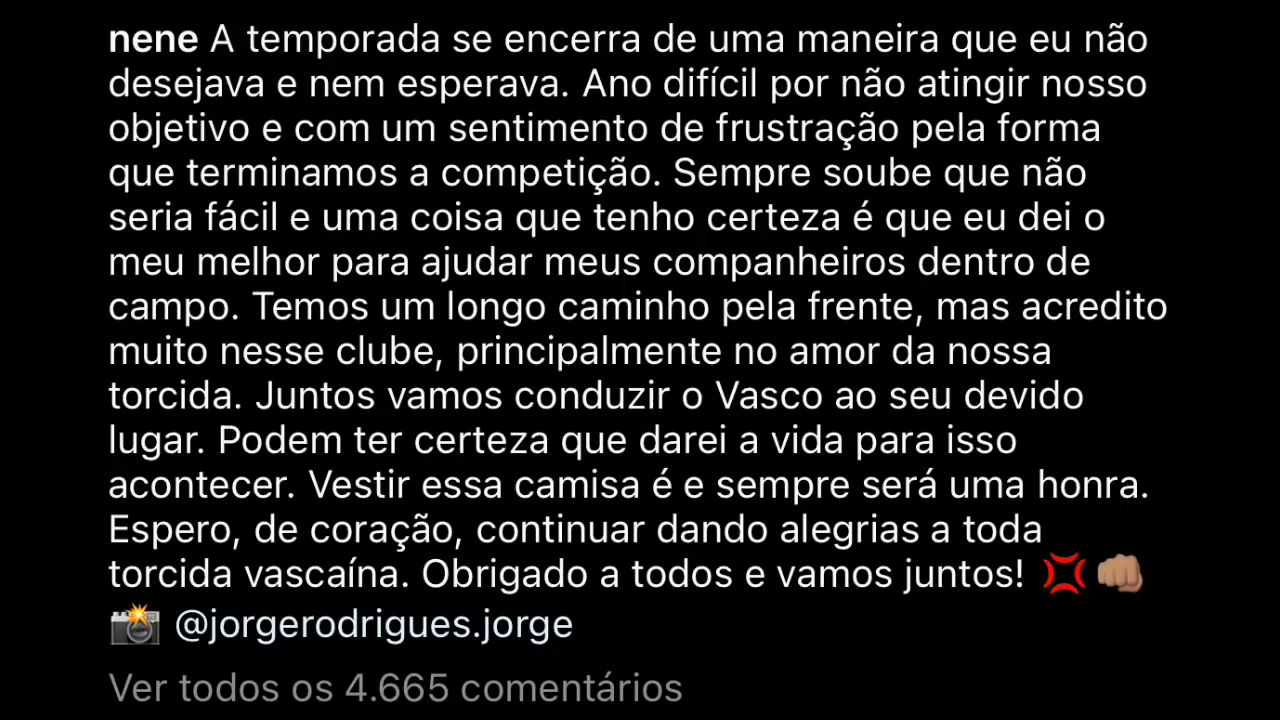 nene A temporada se encerra de uma maneira que eu não
desejava e nem esperava. Ano difícil por não atingir nosso
objetivo e com um sentimento de frustração pela forma
que terminamos a competição. Sempre soube que não
seria fácil e uma coisa que tenho certeza é que eu dei o
meu melhor para ajudar meus companheiros dentro de
campo. Temos um longo caminho pela frente, mas acredito
muito nesse clube, principalmente no amor da nossa
torcida. Juntos vamos conduzir o Vasco ao seu devido
lugar. Podem ter certeza que darei a vida para isso
acontecer. Vestir essa camisa é e sempre será uma honra.
Espero, de coração, continuar dando alegrias a toda
torcida vascaína. Obrigado a todos e vamos juntos! 💢👊🏽
📸 @jorgerodrigues.jorge
Ver todos os 4.665 comentários